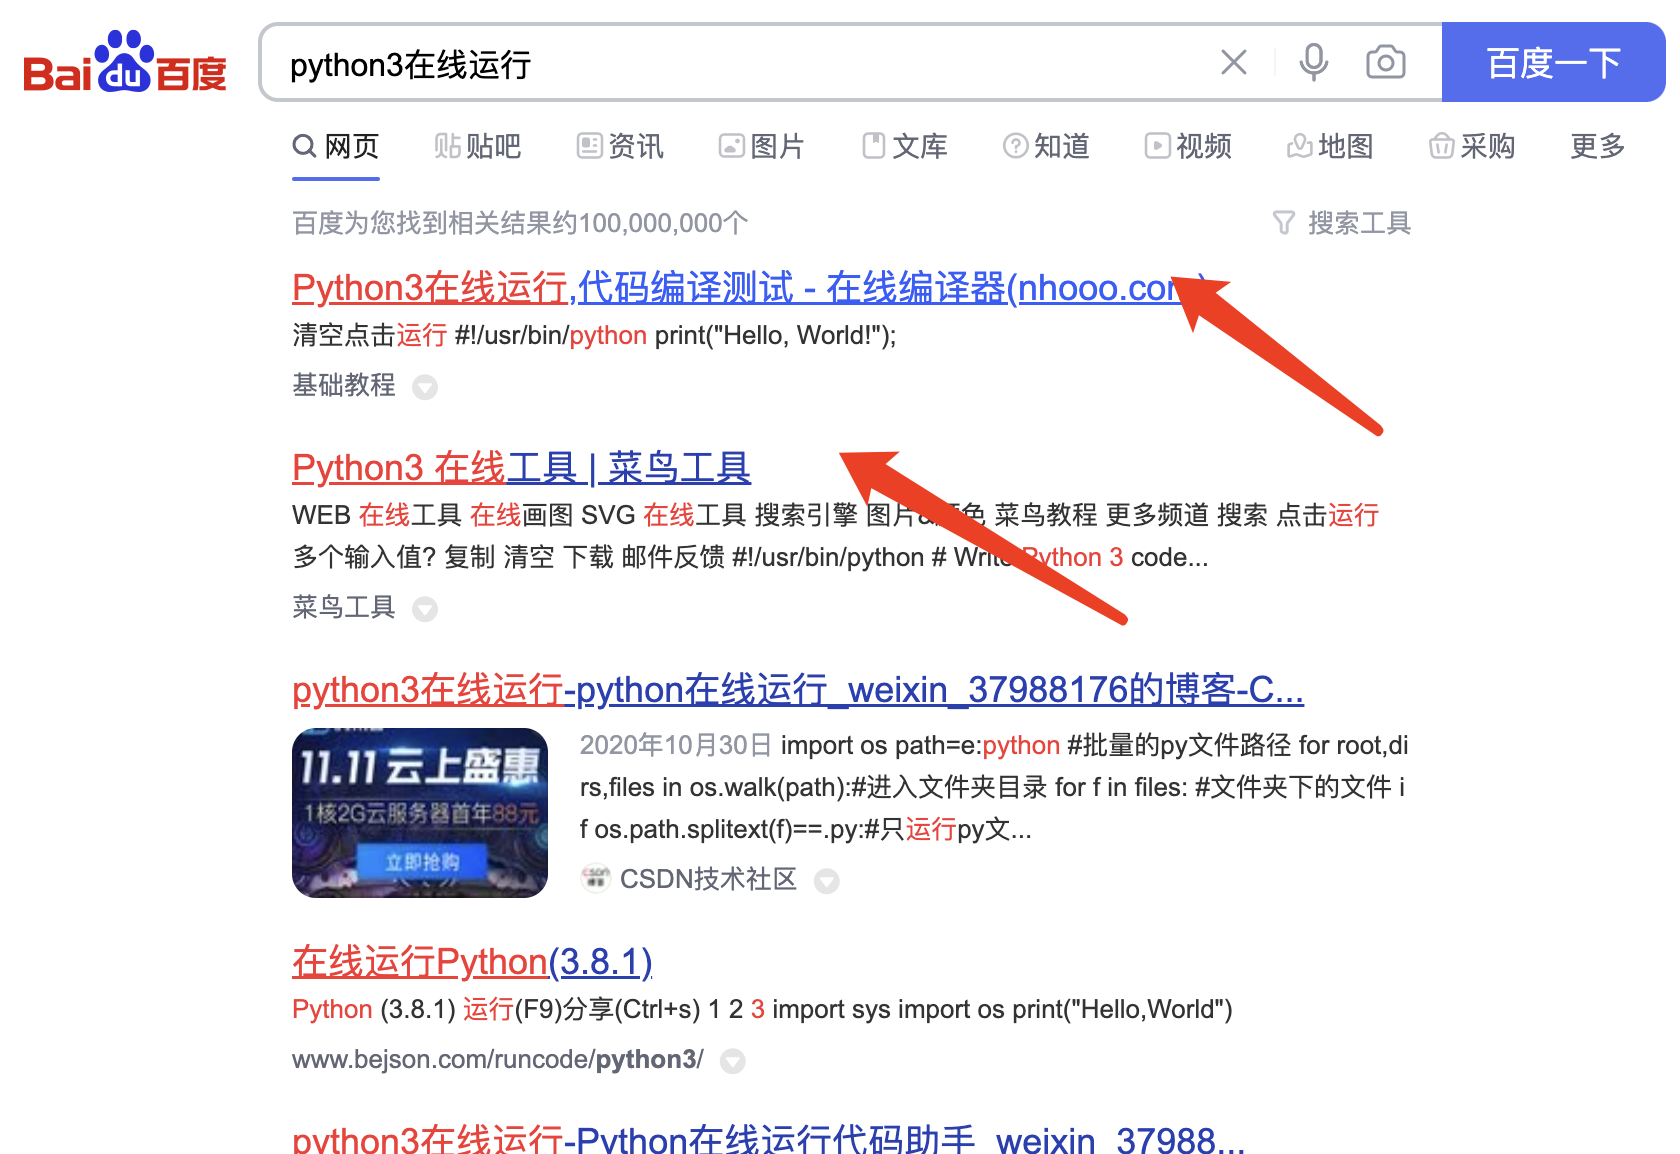 Bai du 百度
python3在线运行
百度一下
网页 贴吧 资讯 图片 文库 知道 视频 地图 采购 更多
百度为您找到相关结果约100,000,000个 搜索工具
Python3在线运行,代码编译测试 - 在线编译器(nhooo.com)
清空点击运行 #!/usr/bin/python print("Hello, World!");
基础教程
Python3 在线工具 | 菜鸟工具
WEB 在线工具 在线画图 SVG 在线工具 搜索引擎 图片&颜色 菜鸟教程 更多频道 搜索 点击运行
多个输入值? 复制 清空 下载 邮件反馈 #!/usr/bin/python # Write Python 3 code...
菜鸟工具
python3在线运行-python在线运行_weixin_37988176的博客-C...
11.11 云上盛惠
1核2G云服务器首年88元
立即抢购
2020年10月30日 import os path=e:python #批量的py文件路径 for root,di
rs,files in os.walk(path):#进入文件夹目录 for f in files: #文件夹下的文件 i
f os.path.splitext(f)==.py:#只运行py文...
CSDN技术社区
在线运行Python(3.8.1)
Python (3.8.1) 运行(F9)分享(Ctrl+s) 1 2 3 import sys import os print("Hello,World")
www.bejson.com/runcode/python3/
python3在线运行-Python在线运行代码助手_weixin_37988...